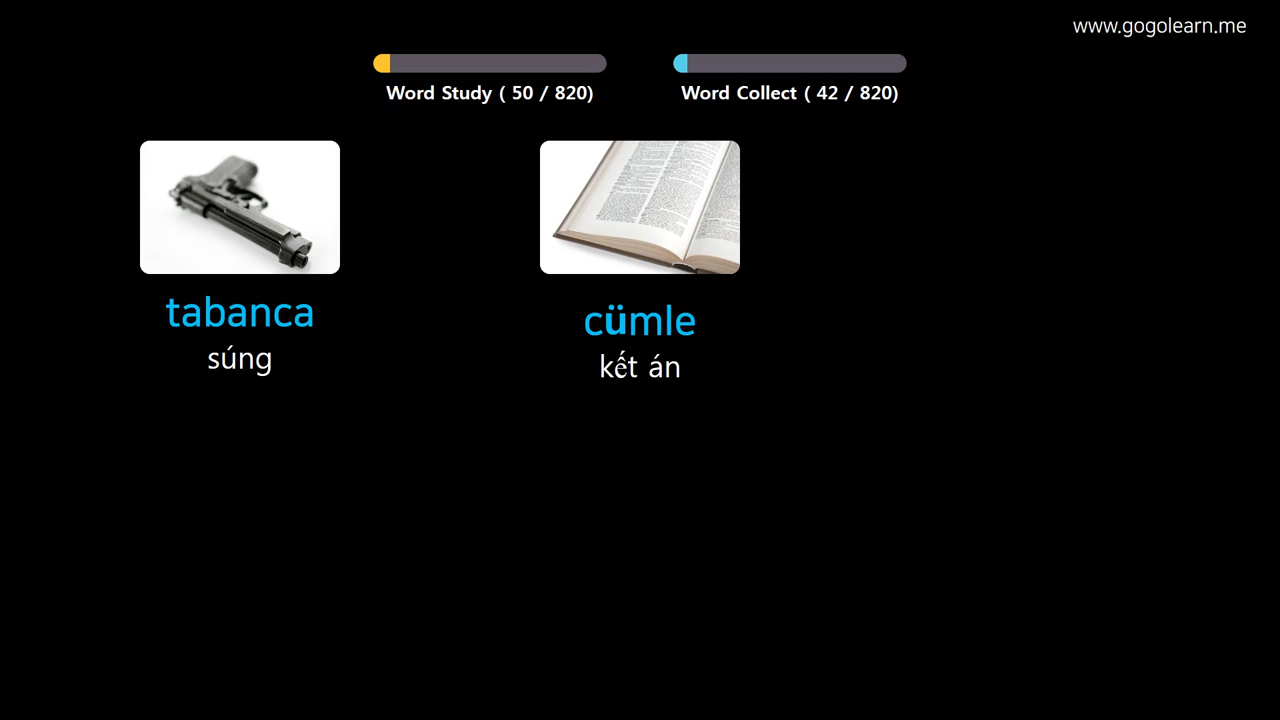 www.gogolearn.me
Word Study ( 50 / 820)
Word Collect ( 42 / 820)
tabanca
súng
cümle
kết án